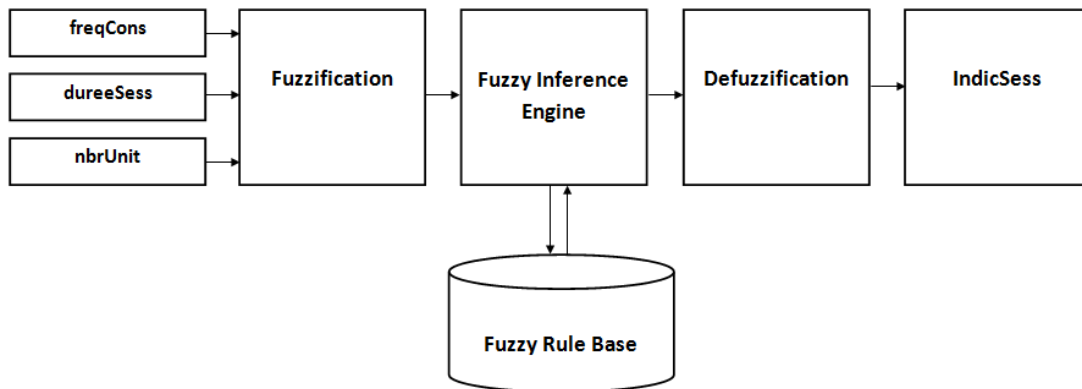 freqCons
dureeSess
nbrUnit
Fuzzification
Fuzzy Inference
Engine
Defuzzification
IndicSess
Fuzzy Rule Base